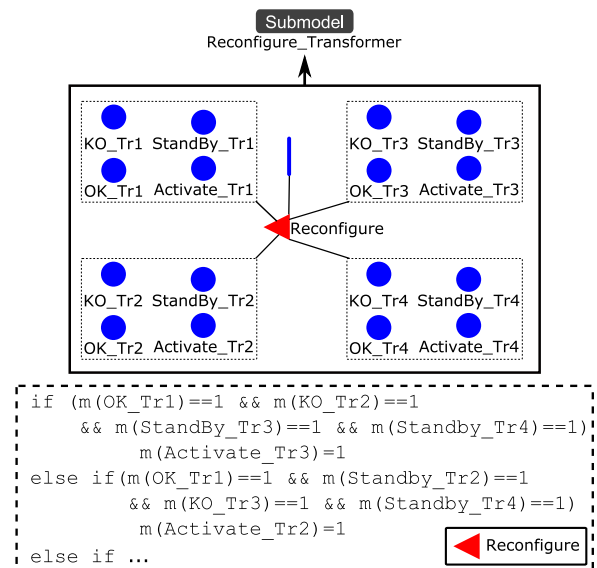 Submodel
Reconfigure_Transformer
KO_Tr1 StandBy_Tr1
OK_Tr1 Activate_Tr1
KO_Tr3 StandBy_Tr3
OK_Tr3 Activate_Tr3
Reconfigure
KO_Tr2 StandBy_Tr2
OK_Tr2 Activate_Tr2
KO_Tr4 StandBy_Tr4
OK_Tr4 Activate_Tr4
if (m(OK_Tr1)==1 && m(KO_Tr2)==1
&& m(StandBy_Tr3)==1 && m(Standby_Tr4)==1)
m(Activate_Tr3)=1
else if(m(OK_Tr1)==1 && m(Standby_Tr2)==1
&& m(KO_Tr3)==1 && m(Standby_Tr4)==1)
m(Activate_Tr2)=1
else if ...
Reconfigure